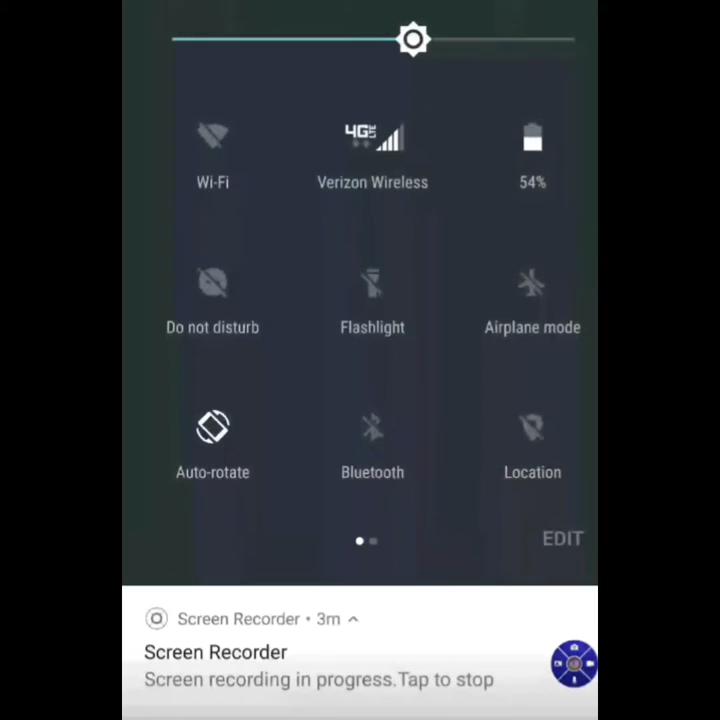 4G LTE
Wi-Fi
Verizon Wireless
54%
Do not disturb
Flashlight
Airplane mode
Auto-rotate
Bluetooth
Location
EDIT
Screen Recorder • 3m
Screen Recorder
Screen recording in progress.Tap to stop